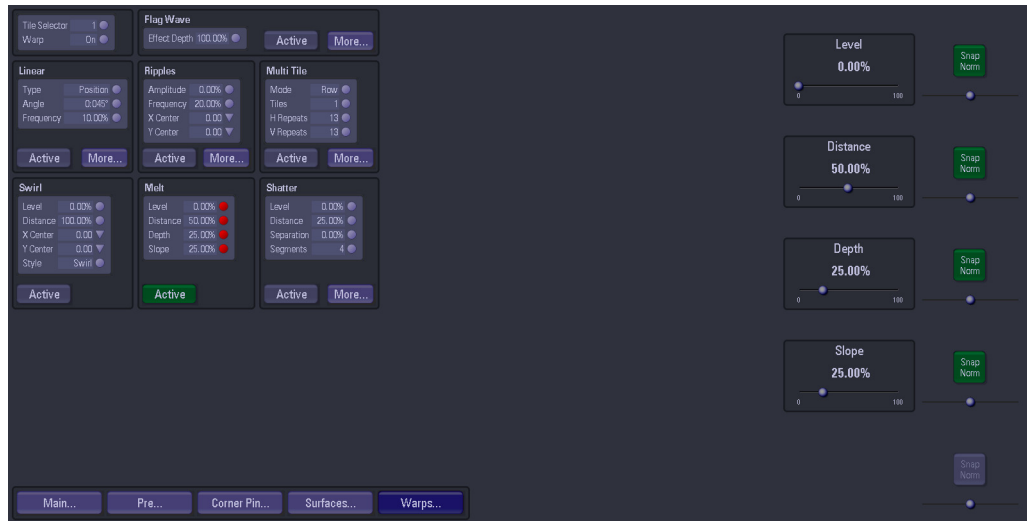 Tile Selector 1
Warp On
Flag Wave
Effect Depth 100.00%
Active More...
Linear
Type Position
Angle 0:045°
Frequency 10.00%
Active More...
Ripples
Amplitude 0.00%
Frequency 20.00%
X Center 0.00
Y Center 0.00
Active More...
Multi Tile
Mode Row
Tiles 1
H Repeats 13
V Repeats 13
Active More...
Swirl
Level 0.00%
Distance 100.00%
X Center 0.00
Y Center 0.00
Style Swirl
Active
Melt
Level 0.00%
Distance 50.00%
Depth 25.00%
Slope 25.00%
Active
Shatter
Level 0.00%
Distance 25.00%
Separation 0.00%
Segments 4
Active More...
Level
0.00%
0 100
Snap
Norm
Distance
50.00%
0 100
Snap
Norm
Depth
25.00%
0 100
Snap
Norm
Slope
25.00%
0 100
Snap
Norm
Snap
Norm
Main... Pre... Corner Pin... Surfaces... Warps...